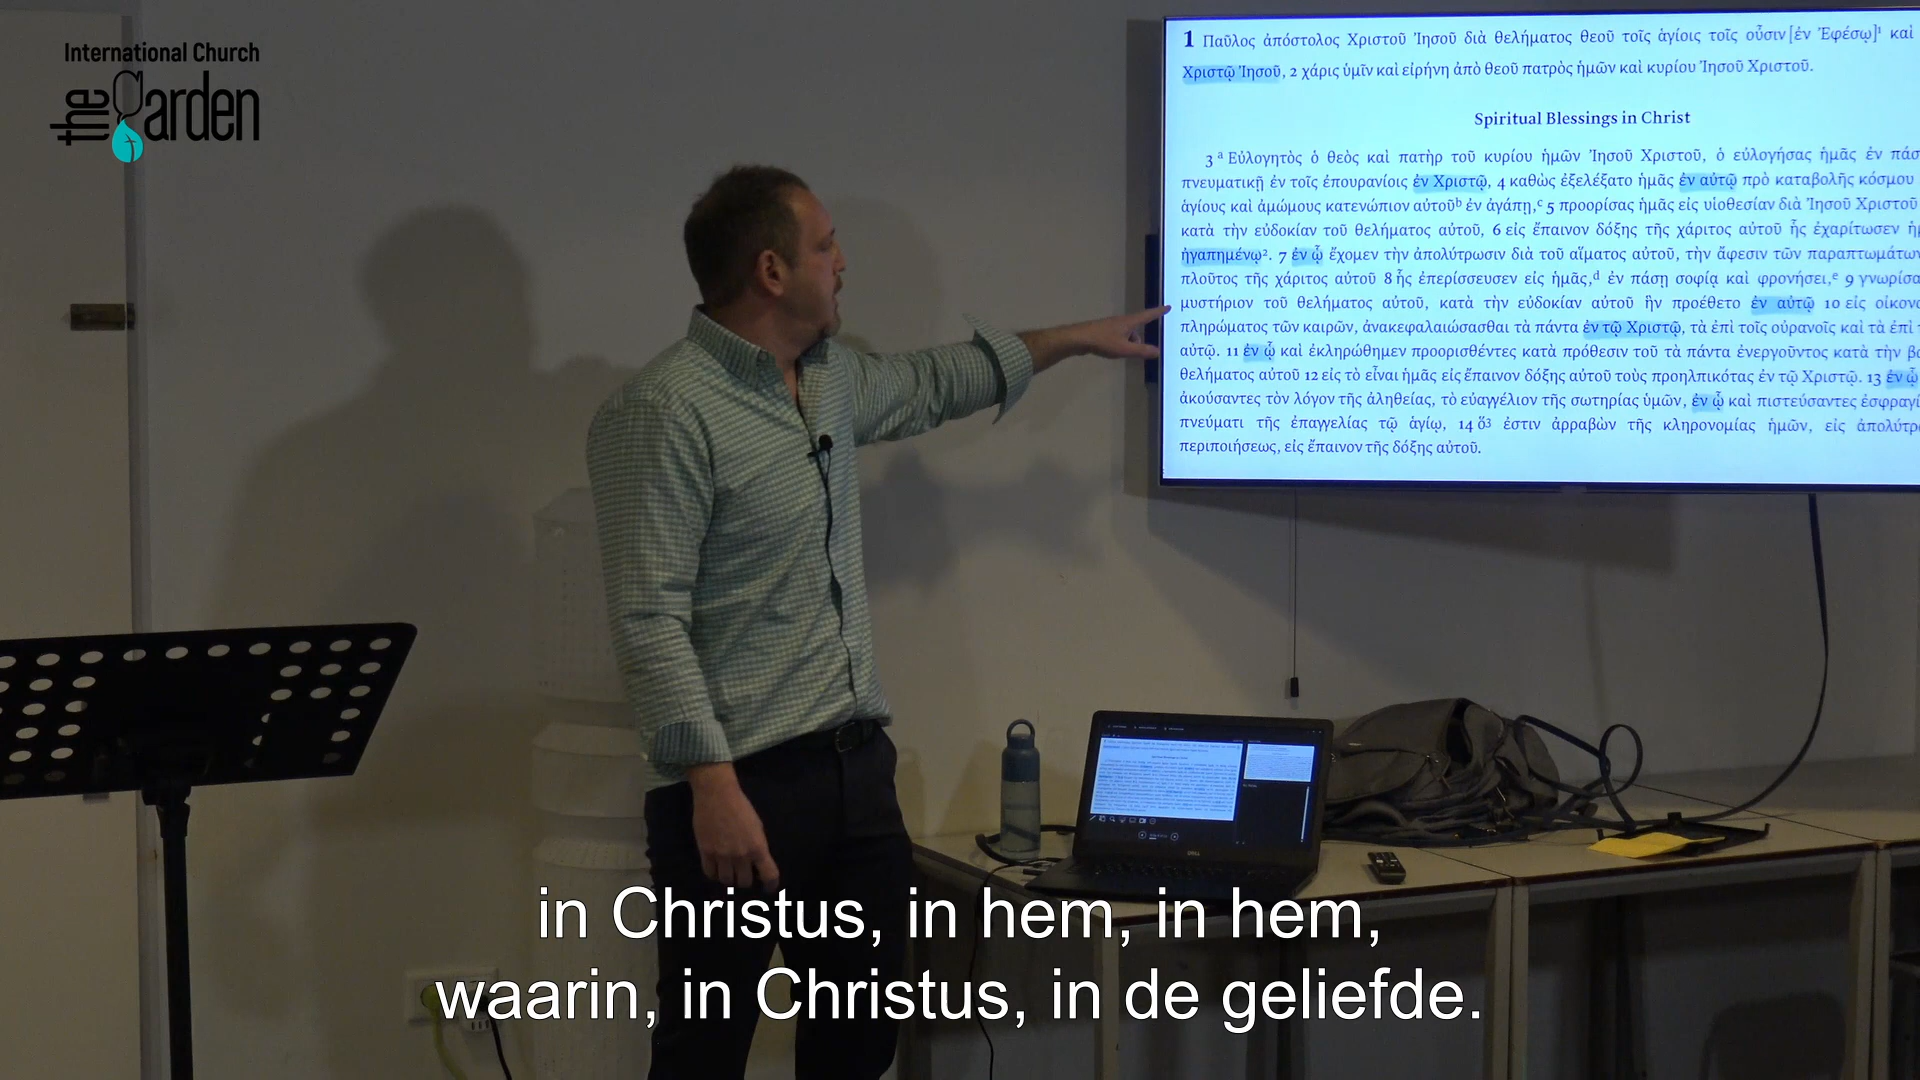 International Church
the Garden
1 Παῦλος ἀπόστολος Χριστοῦ Ἰησοῦ διὰ θελήματος θεοῦ τοῖς ἁγίοις τοῖς οὖσιν [ἐν Ἐφέσῳ]¹ καὶ
Χριστῷ Ἰησοῦ, 2 χάρις ὑμῖν καὶ εἰρήνη ἀπὸ θεοῦ πατρὸς ἡμῶν καὶ κυρίου Ἰησοῦ Χριστοῦ.
Spiritual Blessings in Christ
3 ᵃ Εὐλογητὸς ὁ θεὸς καὶ πατὴρ τοῦ κυρίου ἡμῶν Ἰησοῦ Χριστοῦ, ὁ εὐλογήσας ἡμᾶς ἐν πάσ
πνευματικῇ ἐν τοῖς ἐπουρανίοις ἐν Χριστῷ, 4 καθὼς ἐξελέξατο ἡμᾶς ἐν αὐτῷ πρὸ καταβολῆς κόσμου
ἁγίους καὶ ἀμώμους κατενώπιον αὐτοῦᵇ ἐν ἀγάπῃ,ᶜ 5 προορίσας ἡμᾶς εἰς υἱοθεσίαν διὰ Ἰησοῦ Χριστοῦ
κατὰ τὴν εὐδοκίαν τοῦ θελήματος αὐτοῦ, 6 εἰς ἔπαινον δόξης τῆς χάριτος αὐτοῦ ἧς ἐχαρίτωσεν
ἠγαπημένῳ². 7 ἐν ᾧ ἔχομεν τὴν ἀπολύτρωσιν διὰ τοῦ αἵματος αὐτοῦ, τὴν ἄφεσιν τῶν παραπτωμάτων
πλοῦτος τῆς χάριτος αὐτοῦ 8 ἧς ἐπερίσσευσεν εἰς ἡμᾶς,ᵈ ἐν πάσῃ σοφίᾳ καὶ φρονήσει,ᵉ 9 γνωρίσα
μυστήριον τοῦ θελήματος αὐτοῦ, κατὰ τὴν εὐδοκίαν αὐτοῦ ἣν προέθετο ἐν αὐτῷ 10 εἰς οἰκονο
πληρώματος τῶν καιρῶν, ἀνακεφαλαιώσασθαι τὰ πάντα ἐν τῷ Χριστῷ, τὰ ἐπὶ τοῖς οὐρανοῖς καὶ τὰ ἐπὶ
αὐτῷ. 11 ἐν ᾧ καὶ ἐκληρώθημεν προορισθέντες κατὰ πρόθεσιν τοῦ τὰ πάντα ἐνεργοῦντος κατὰ τὴν
θελήματος αὐτοῦ 12 εἰς τὸ εἶναι ἡμᾶς εἰς ἔπαινον δόξης αὐτοῦ τοὺς προηλπικότας ἐν τῷ Χριστῷ. 13 ἐν ᾧ
ἀκούσαντες τὸν λόγον τῆς ἀληθείας, τὸ εὐαγγέλιον τῆς σωτηρίας ὑμῶν, ἐν ᾧ καὶ πιστεύσαντες ἐσφραγί
πνεύματι τῆς ἐπαγγελίας τῷ ἁγίῳ, 14 ὅ³ ἐστιν ἀρραβὼν τῆς κληρονομίας ἡμῶν, εἰς ἀπολύτρ
περιποιήσεως, εἰς ἔπαινον τῆς δόξης αὐτοῦ.
DELL
in Christus, in hem, in hem,
waarin, in Christus, in de geliefde.